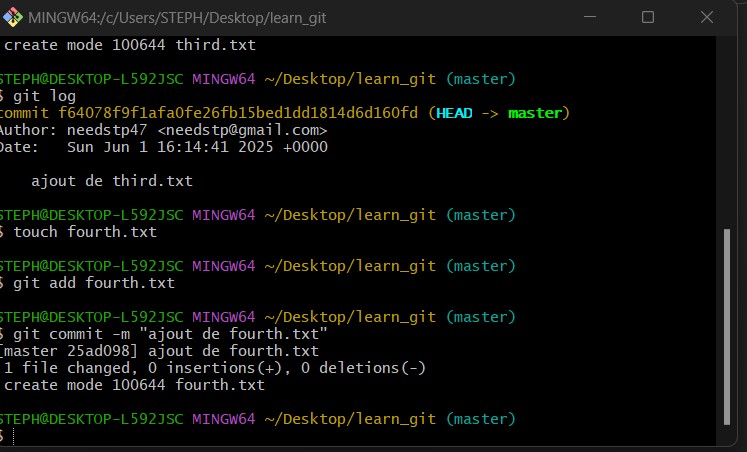 MINGW64:/c/Users/STEPH/Desktop/learn_git
create mode 100644 third.txt
STEPH@DESKTOP-L592JSC MINGW64 ~/Desktop/learn_git (master)
$ git log
commit f64078f9f1afa0fe26fb15bed1dd1814d6d160fd (HEAD -> master)
Author: needstp47 <needstp@gmail.com>
Date:   Sun Jun 1 16:14:41 2025 +0000
ajout de third.txt
STEPH@DESKTOP-L592JSC MINGW64 ~/Desktop/learn_git (master)
$ touch fourth.txt
STEPH@DESKTOP-L592JSC MINGW64 ~/Desktop/learn_git (master)
$ git add fourth.txt
STEPH@DESKTOP-L592JSC MINGW64 ~/Desktop/learn_git (master)
$ git commit -m "ajout de fourth.txt"
[master 25ad098] ajout de fourth.txt
1 file changed, 0 insertions(+), 0 deletions(-)
create mode 100644 fourth.txt
STEPH@DESKTOP-L592JSC MINGW64 ~/Desktop/learn_git (master)
$